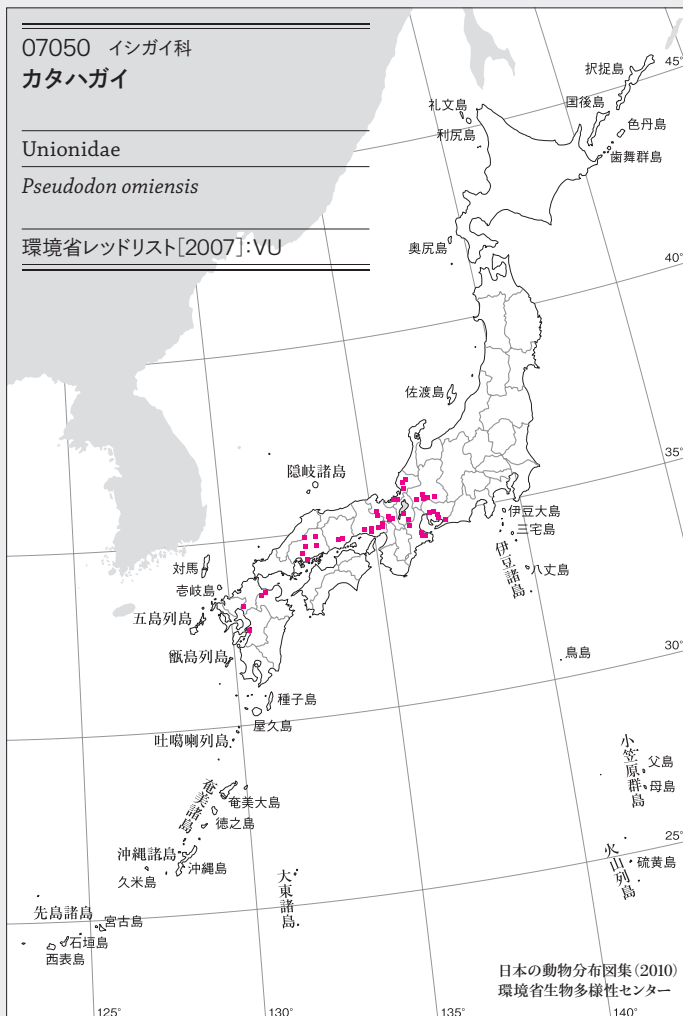 07050 イシガイ科
カタハガイ
Unionidae
Pseudodon omiensis
環境省レッドリスト[2007]:VU
45°
択捉島
国後島
礼文島
色丹島
利尻島
歯舞群島
奥尻島
40°
佐渡島
35°
隠岐諸島
伊豆大島
三宅島
伊豆諸島
八丈島
対馬
壱岐島
五島列島
甑島列島
鳥島
30°
種子島
屋久島
吐噶喇列島
小笠原群島
父島
母島
奄美諸島
奄美大島
徳之島
25°
沖縄諸島
沖縄島
久米島
大東諸島
火山列島
硫黄島
先島諸島
宮古島
石垣島
西表島
日本の動物分布図集(2010)
環境省生物多様性センター
125°
130°
135°
140°